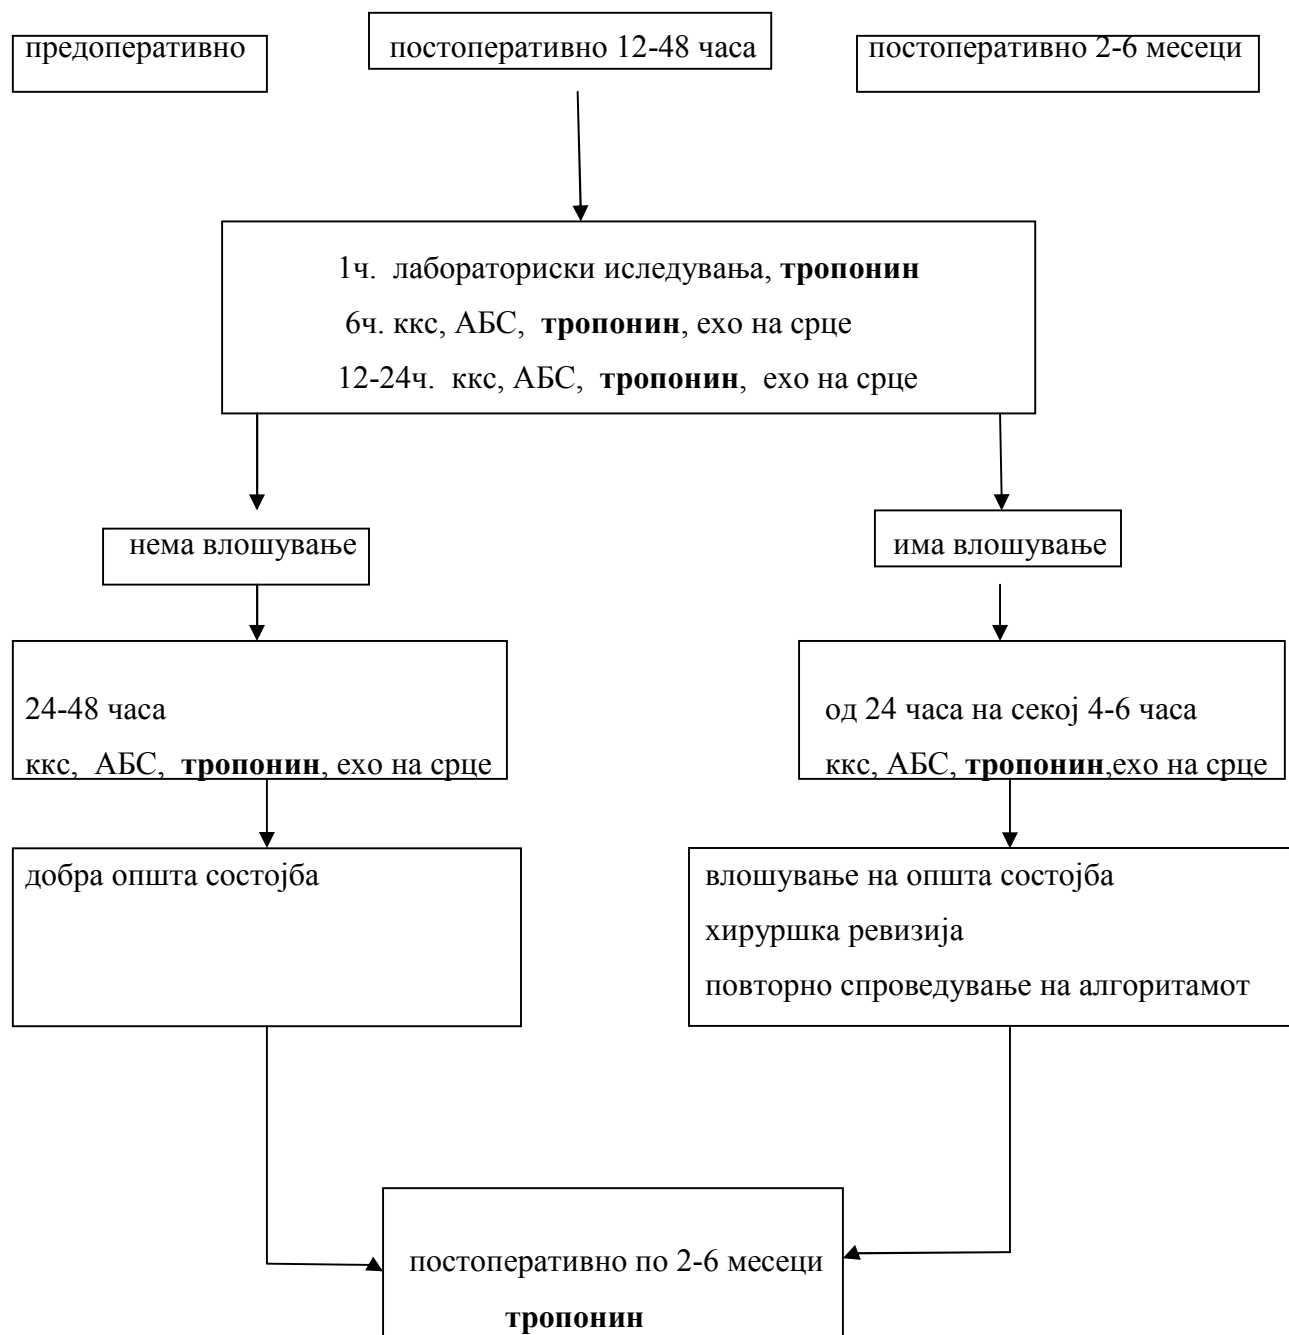 предоперативно
постоперативно 12-48 часа
постоперативно 2-6 месеци
1ч. лабораториски иследувања, тропонин
6ч. ккс, АБС, тропонин, ехо на срце
12-24ч. ккс, АБС, тропонин, ехо на срце
нема влошување
има влошување
24-48 часа
ккс, АБС, тропонин, ехо на срце
од 24 часа на секој 4-6 часа
ккс, АБС, тропонин,ехо на срце
добра општа состојба
влошување на општа состојба
хируршка ревизија
повторно спроведување на алгоритамот
постоперативно по 2-6 месеци
тропонин